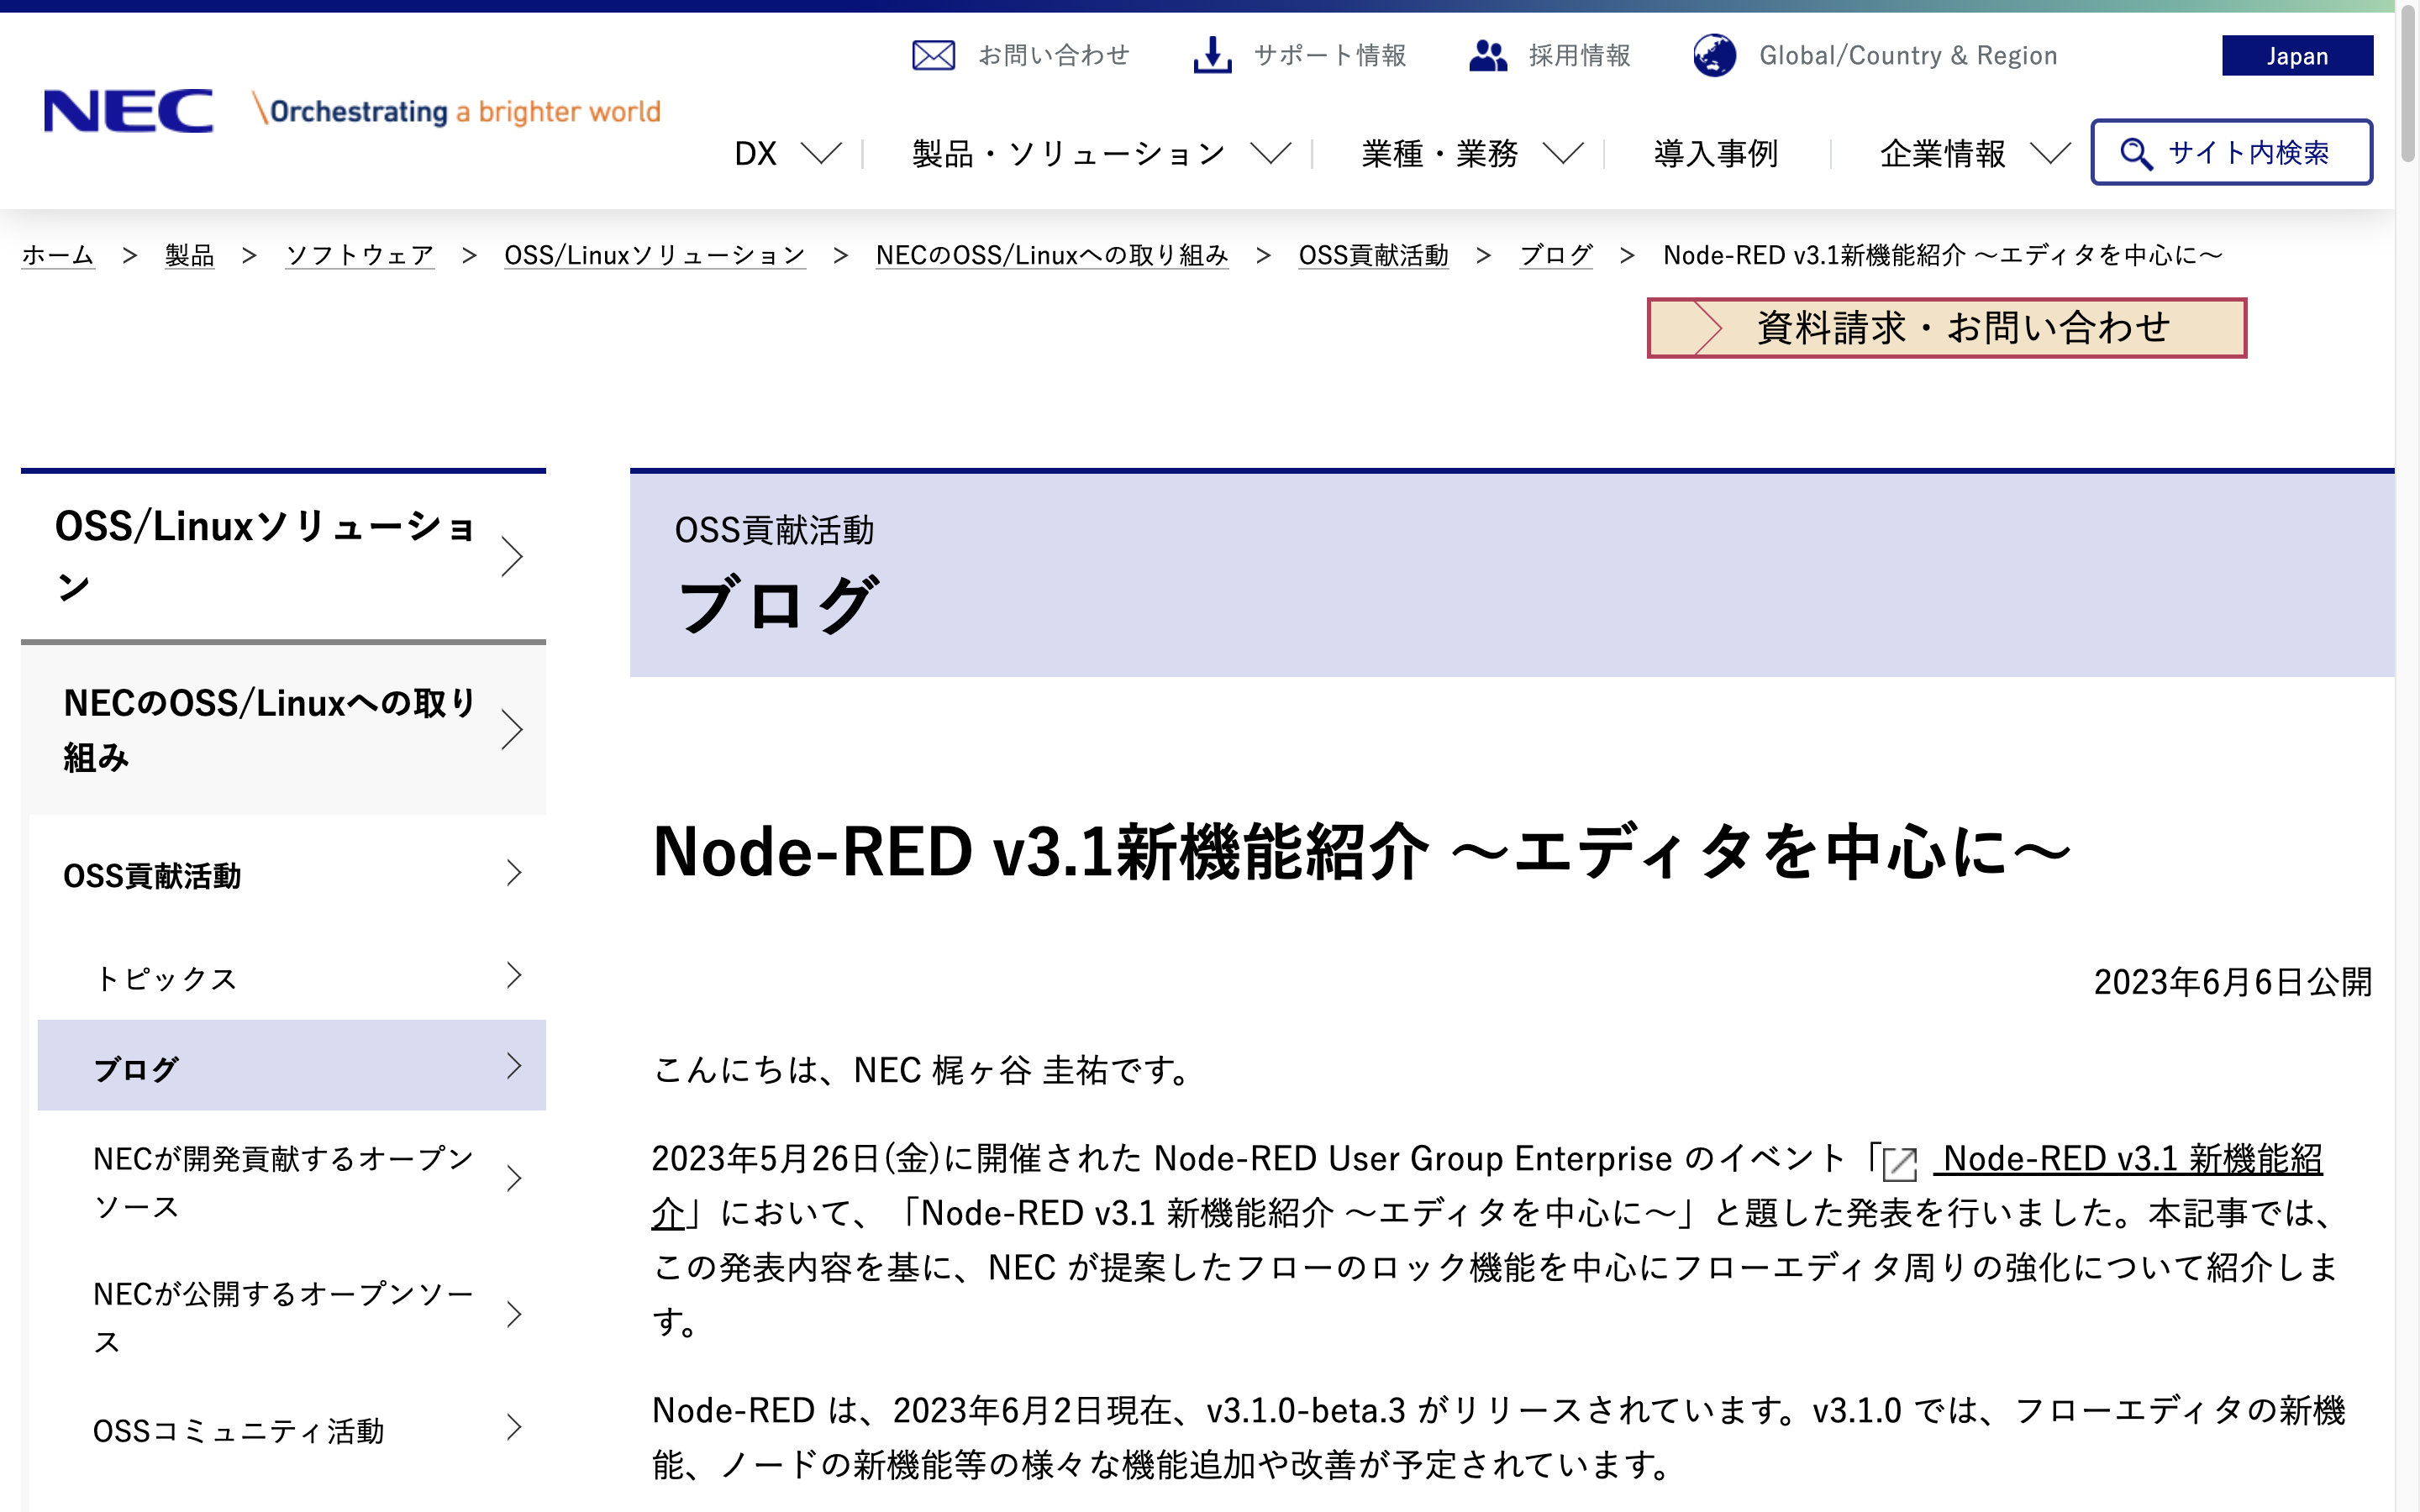 お問い合わせ サポート情報 採用情報 Global/Country & Region Japan
NEC \Orchestrating a brighter world
DX 製品・ソリューション 業種・業務 導入事例 企業情報 サイト内検索
ホーム > 製品 > ソフトウェア > OSS/Linuxソリューション > NECのOSS/Linuxへの取り組み > OSS貢献活動 > ブログ > Node-RED v3.1新機能紹介 ～エディタを中心に～
資料請求・お問い合わせ
OSS/Linuxソリューショ
ン
NECのOSS/Linuxへの取り
組み
OSS貢献活動
トピックス
ブログ
NECが開発貢献するオープン
ソース
NECが公開するオープンソー
ス
OSSコミュニティ活動
OSS貢献活動
ブログ
Node-RED v3.1新機能紹介 ～エディタを中心に～
2023年6月6日公開
こんにちは、NEC 梶ヶ谷 圭祐です。
2023年5月26日(金)に開催された Node-RED User Group Enterprise のイベント「 Node-RED v3.1 新機能紹
介」において、「Node-RED v3.1 新機能紹介 ～エディタを中心に～」と題した発表を行いました。本記事では、
この発表内容を基に、NEC が提案したフローのロック機能を中心にフローエディタ周りの強化について紹介しま
す。
Node-RED は、2023年6月2日現在、v3.1.0-beta.3 がリリースされています。v3.1.0 では、フローエディタの新機
能、ノードの新機能等の様々な機能追加や改善が予定されています。